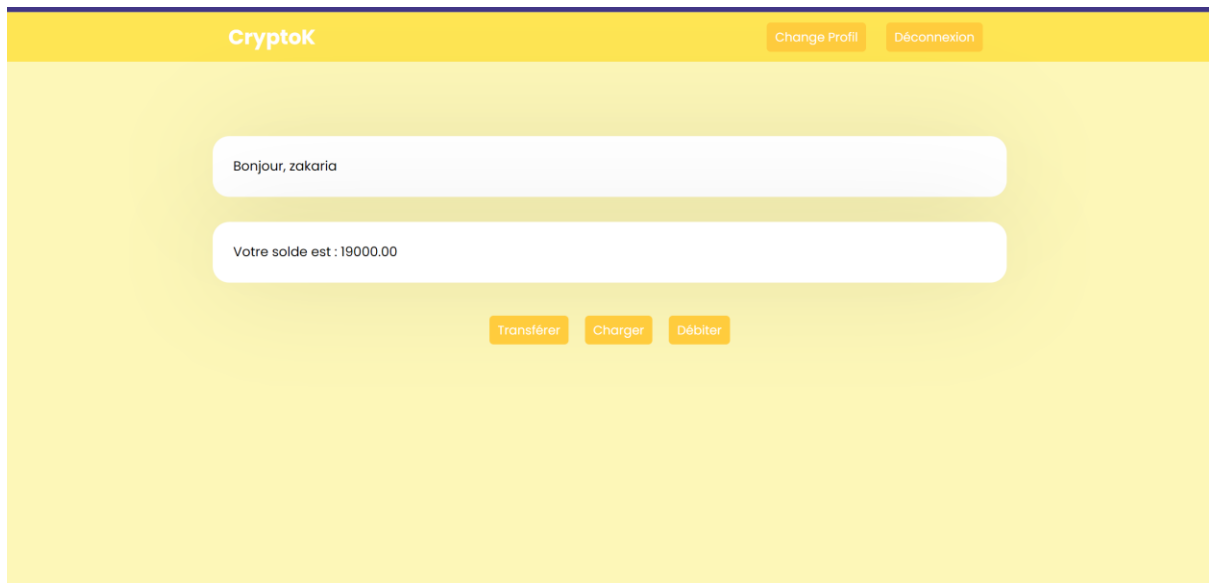 CryptoK Change Profil Déconnexion
Bonjour, zakaria
Votre solde est : 19000.00
Transférer Charger Débiter